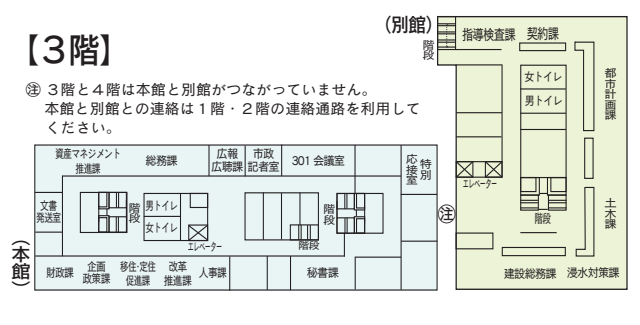 【3階】
(別館)
㊟ 3階と4階は本館と別館がつながっていません。
本館と別館との連絡は1階・2階の連絡通路を利用して
ください。
階段
指導検査課
契約課
女トイレ
男トイレ
都市計画課
エレベーター
階段
土木課
建設総務課
浸水対策課
㊟
(本館)
資産マネジメント
推進課
総務課
広報
広聴課
市政
記者室
301 会議室
特別
応接室
文書
発送室
階段
男トイレ
女トイレ
エレベーター
階段
階段
財政課
企画
政策課
移住・定住
促進課
改革
推進課
人事課
秘書課